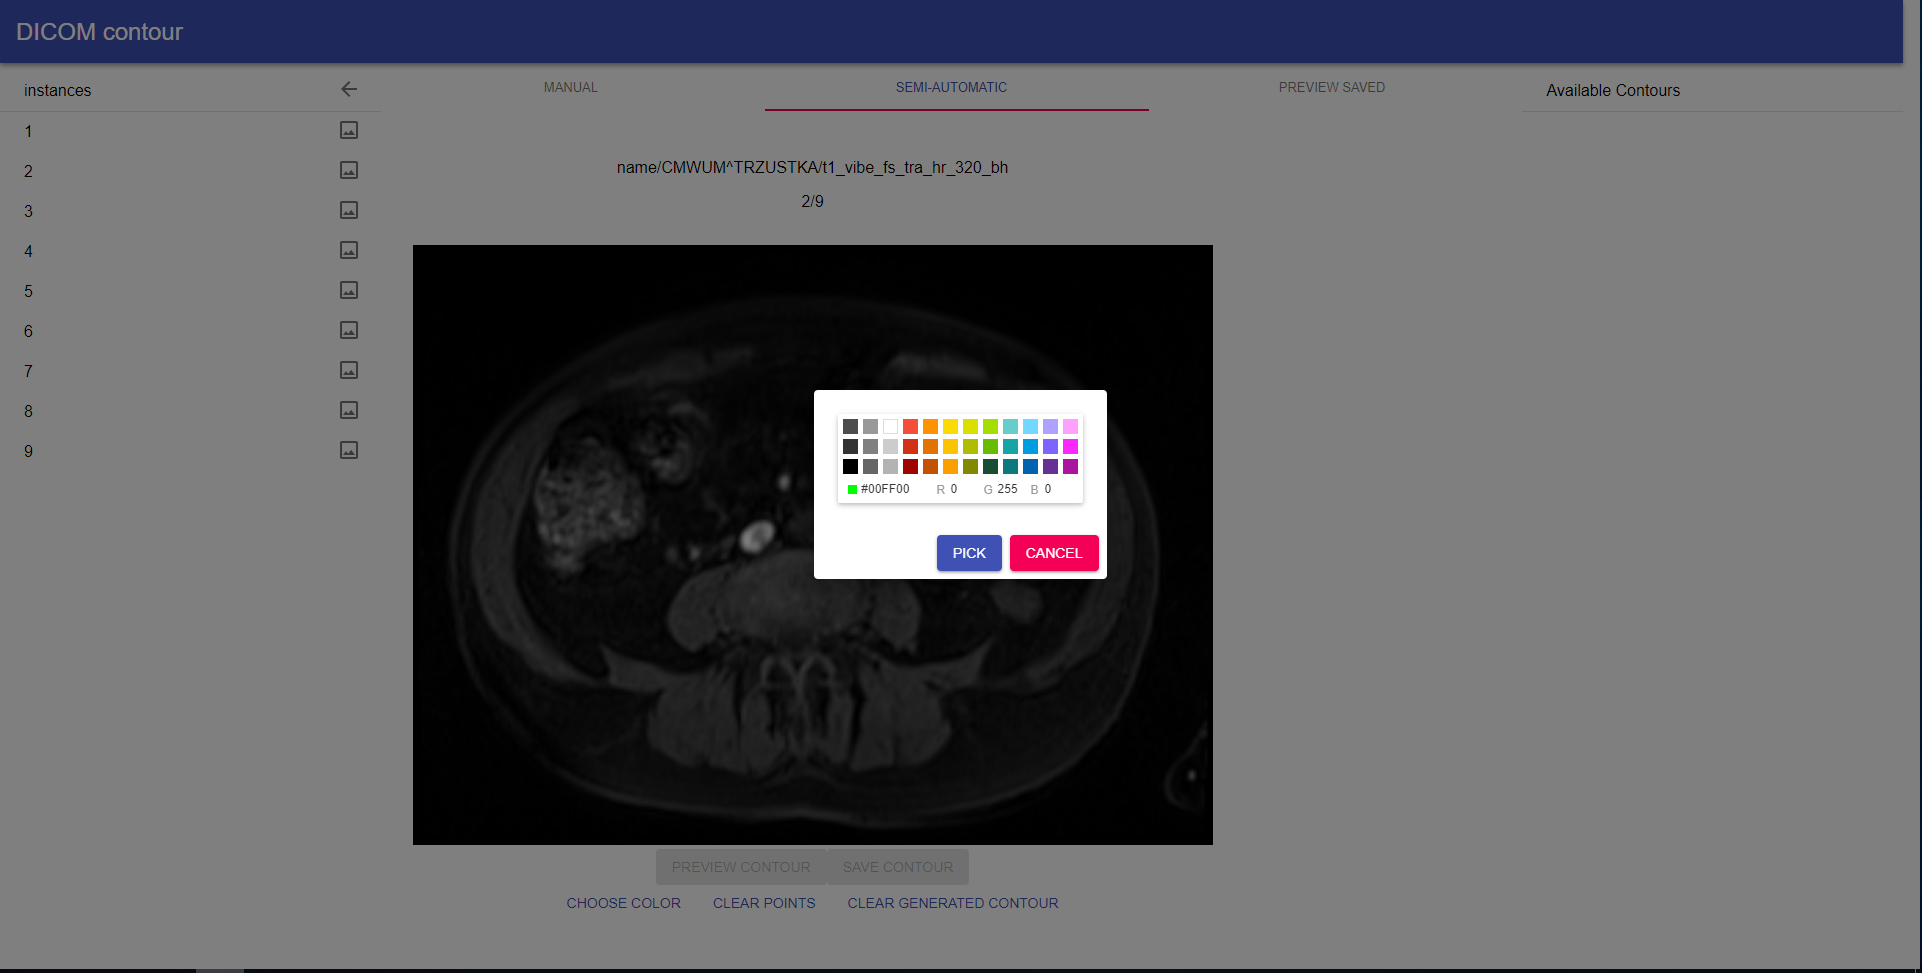 DICOM contour
instances
1
2
3
4
5
6
7
8
9
MANUAL
SEMI-AUTOMATIC
PREVIEW SAVED
name/CMWUM^TRZUSTKA/t1_vibe_fs_tra_hr_320_bh
2/9
#00FF00 R 0 G 255 B 0
PICK CANCEL
PREVIEW CONTOUR SAVE CONTOUR
CHOOSE COLOR CLEAR POINTS CLEAR GENERATED CONTOUR
Available Contours